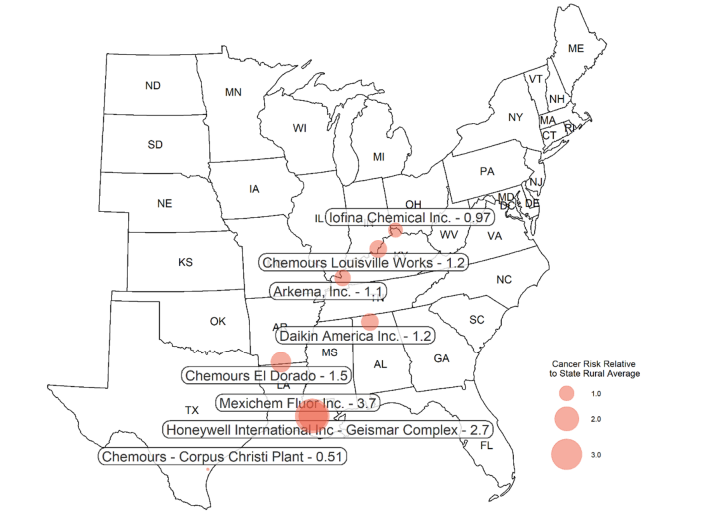 ME
ND
MN
VT
NH
WI
NY
MA
SD
MI
CT
RI
PA
IA
NE
NJ
OH
MD
DC
DE
Iofina Chemical Inc. - 0.97
IL
WV
VA
KS
Chemours Louisville Works - 1.2
NC
Arkema, Inc. - 1.1
OK
SC
AR
Daikin America Inc. - 1.2
MS
AL
GA
Cancer Risk Relative
to State Rural Average
Chemours El Dorado - 1.5
LA
1.0
Mexichem Fluor Inc. - 3.7
TX
2.0
Honeywell International Inc - Geismar Complex - 2.7
FL
Chemours - Corpus Christi Plant - 0.51
3.0